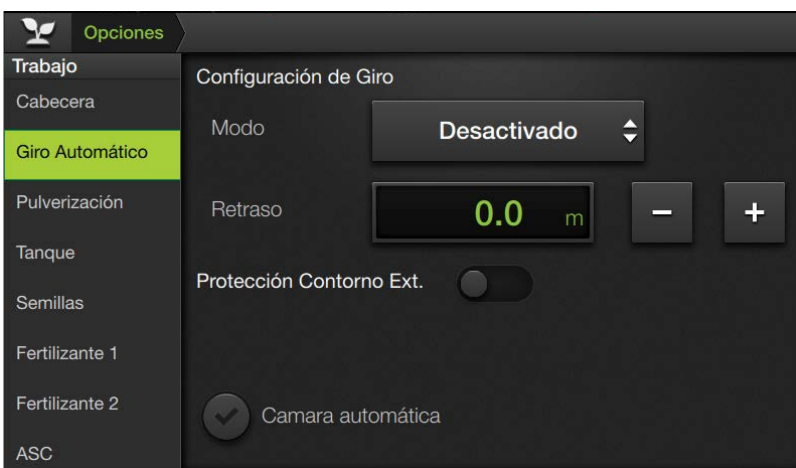 Opciones
Trabajo
Cabecera
Giro Automático
Pulverización
Tanque
Semillas
Fertilizante 1
Fertilizante 2
ASC
Configuración de Giro
Modo
Desactivado
Retraso
0.0 m
− +
Protección Contorno Ext.
Camara automática